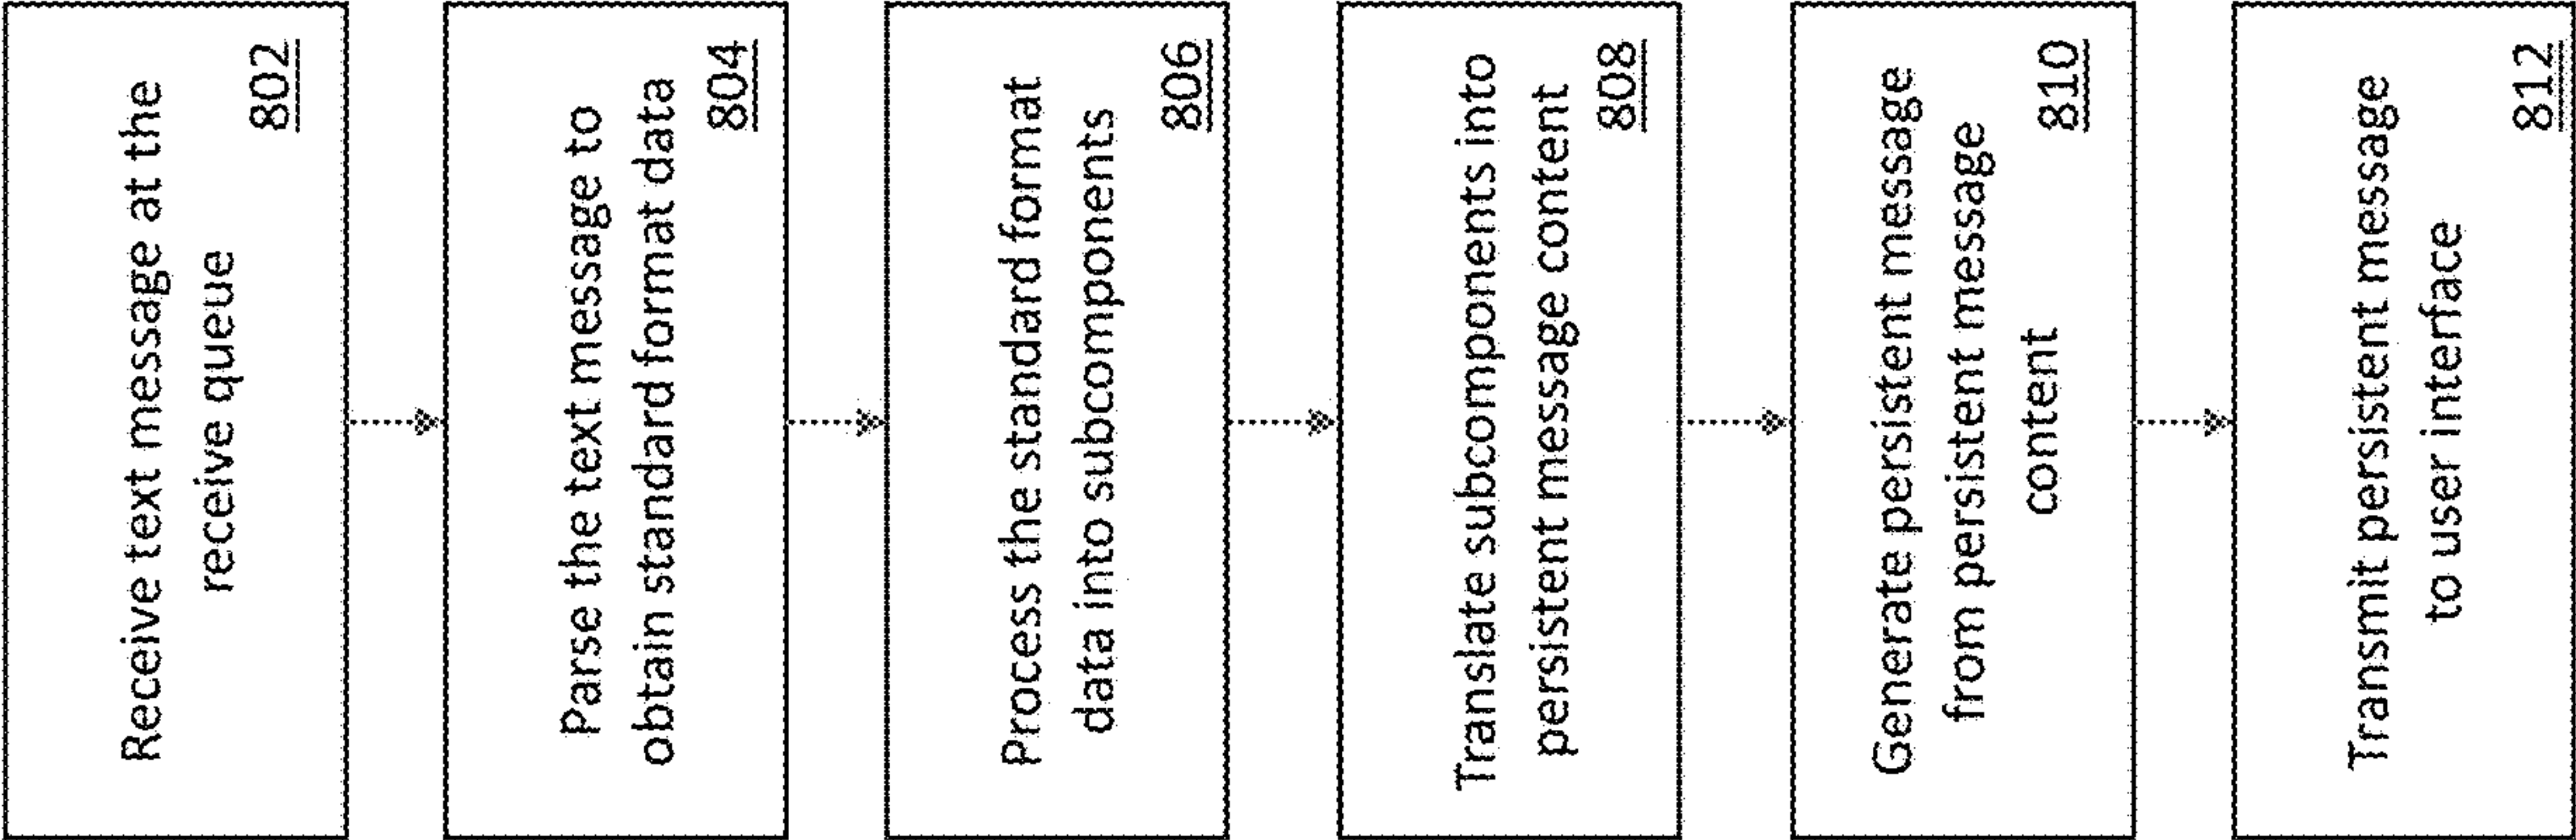 Receive text message at the
receive queue
802
Parse the text message to
obtain standard format data
804
Process the standard format
data into subcomponents
806
Translate subcomponents into
persistent message content
808
Generate persistent message
from persistent message
content
810
Transmit persistent message
to user interface
812